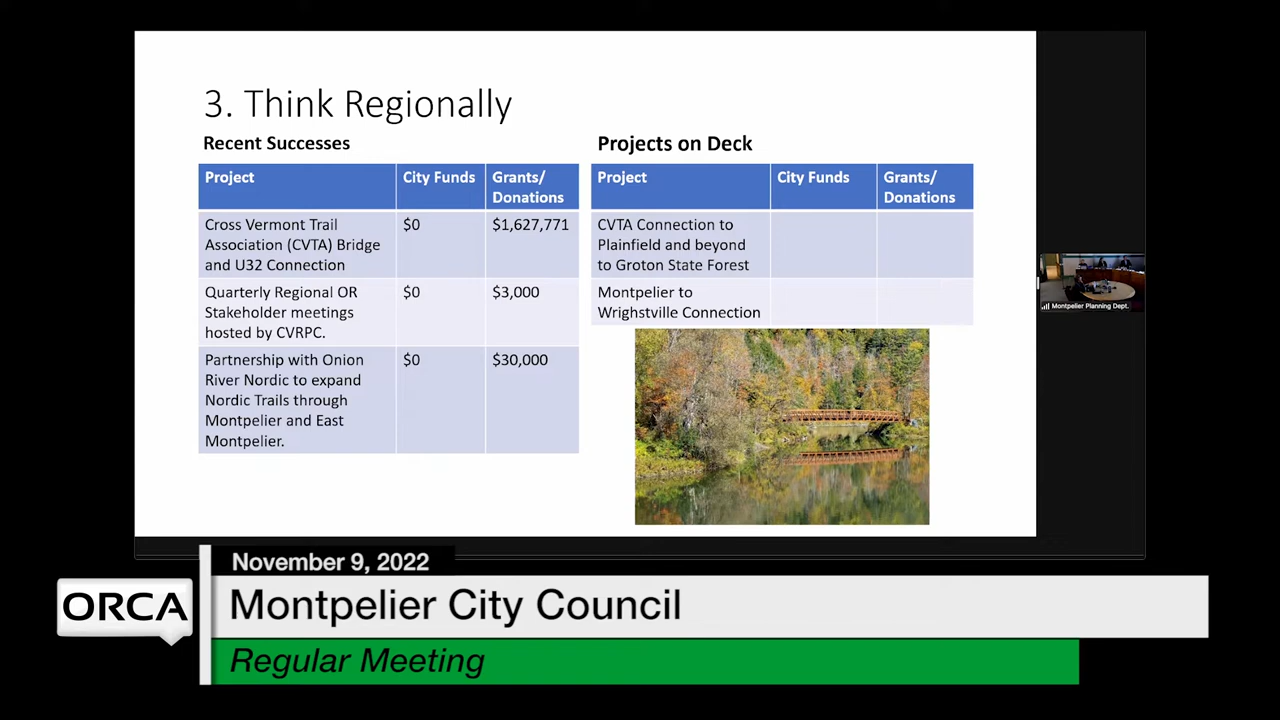 3. Think Regionally
Recent Successes
Project
City Funds
Grants/
Donations
Cross Vermont Trail
Association (CVTA) Bridge
and U32 Connection
$0
$1,627,771
Quarterly Regional OR
Stakeholder meetings
hosted by CVRPC.
$0
$3,000
Partnership with Onion
River Nordic to expand
Nordic Trails through
Montpelier and East
Montpelier.
$0
$30,000
Projects on Deck
Project
City Funds
Grants/
Donations
CVTA Connection to
Plainfield and beyond
to Groton State Forest
Montpelier to
Wrighstville Connection
Montpelier Planning Dept.
November 9, 2022
ORCA
Montpelier City Council
Regular Meeting